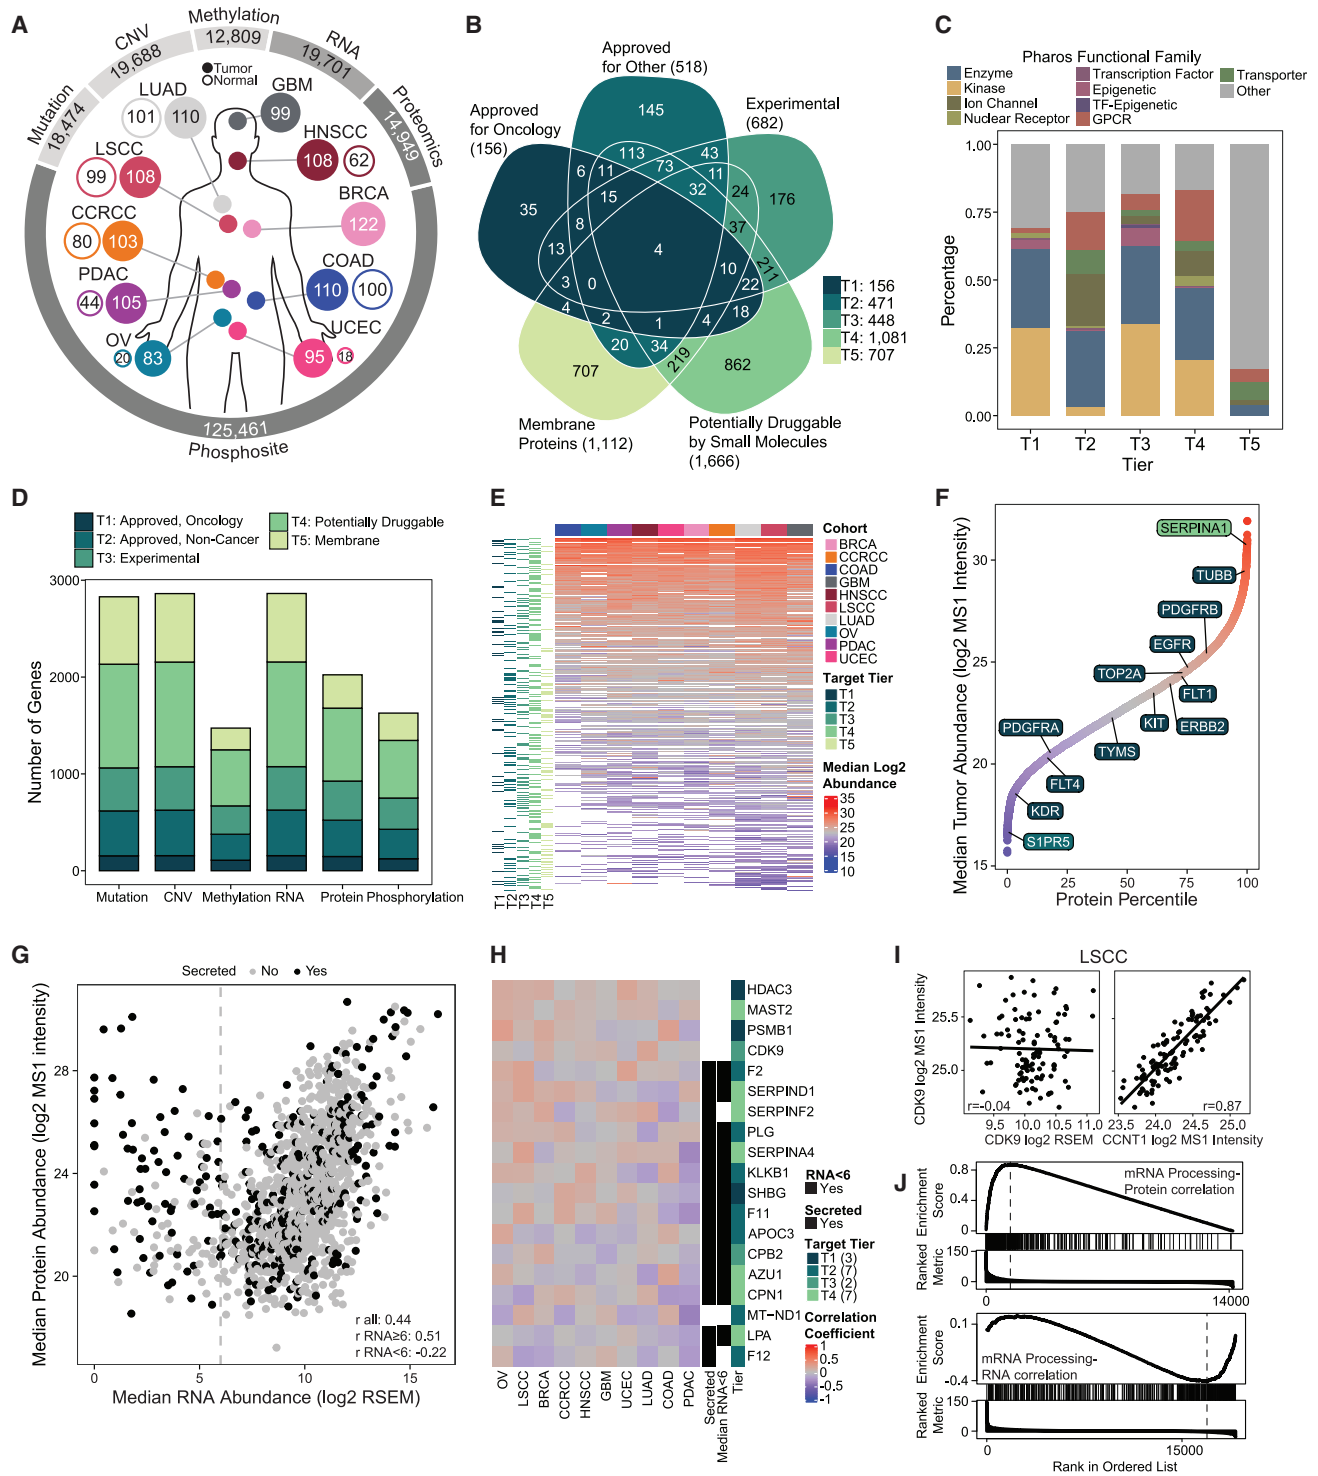 A
Methylation
12,809
CNV
19,688
RNA
19,701
Mutation
18,474
Proteomics
14,949
Phosphosite
125,461
Tumor
Normal
LUAD
101
110
GBM
99
HNSCC
108
62
LSCC
99
108
BRCA
122
CCRCC
80
103
COAD
110
100
PDAC
44
105
UCEC
95
18
OV
20
83
B
Approved
for Other (518)
Approved
for Oncology
(156)
Experimental
(682)
145
113
73
43
6
11
11
35
15
32
24
176
8
37
13
4
211
3
0
10
22
4
2
1
4
18
20
34
219
707
862
T1: 156
T2: 471
T3: 448
T4: 1,081
T5: 707
Membrane
Proteins (1,112)
Potentially Druggable
by Small Molecules
(1,666)
C
Pharos Functional Family
Enzyme
Kinase
Ion Channel
Nuclear Receptor
Transcription Factor
Epigenetic
TF-Epigenetic
GPCR
Transporter
Other
Percentage
1.00
0.75
0.50
0.25
0.00
T1 T2 T3 T4 T5
Tier
D
T1: Approved, Oncology
T2: Approved, Non-Cancer
T3: Experimental
T4: Potentially Druggable
T5: Membrane
Number of Genes
3000
2000
1000
0
Mutation CNV Methylation RNA Protein Phosphorylation
E
T1 T2 T3 T4 T5
Cohort
BRCA
CCRCC
COAD
GBM
HNSCC
LSCC
LUAD
OV
PDAC
UCEC
Target Tier
T1
T2
T3
T4
T5
Median Log2
Abundance
35
30
25
20
15
10
F
Median Tumor Abundance (log2 MS1 Intensity)
30
25
20
15
SERPINA1
TUBB
PDGFRB
EGFR
TOP2A
FLT1
KIT
ERBB2
PDGFRA
TYMS
FLT4
KDR
S1PR5
0 25 50 75 100
Protein Percentile
G
Secreted No Yes
Median Protein Abundance (log2 MS1 intensity)
28
24
20
r all: 0.44
r RNA≥6: 0.51
r RNA<6: -0.22
0 5 10 15
Median RNA Abundance (log2 RSEM)
H
HDAC3
MAST2
PSMB1
CDK9
F2
SERPIND1
SERPINF2
PLG
SERPINA4
KLKB1
SHBG
F11
APOC3
CPB2
AZU1
CPN1
MT−ND1
LPA
F12
OV LSCC BRCA CCRCC HNSCC GBM UCEC LUAD COAD PDAC Secreted Median RNA<6 Tier
RNA<6
Yes
Secreted
Yes
Target Tier
T1 (3)
T2 (7)
T3 (2)
T4 (7)
Correlation
Coefficient
1
0.5
0
-0.5
-1
I
LSCC
CDK9 log2 MS1 Intensity
25.5
25.0
r=-0.04
r=0.87
9.5 10.0 10.5 11.0
23.5 24.0 24.5 25.0
CDK9 log2 RSEM
CCNT1 log2 MS1 Intensity
J
Enrichment
Score
0.8
0.4
0
mRNA Processing-
Protein correlation
Ranked
Metric
150
0
0 14000
Enrichment
Score
0.1
-0.4
mRNA Processing-
RNA correlation
Ranked
Metric
150
0
0 15000
Rank in Ordered List